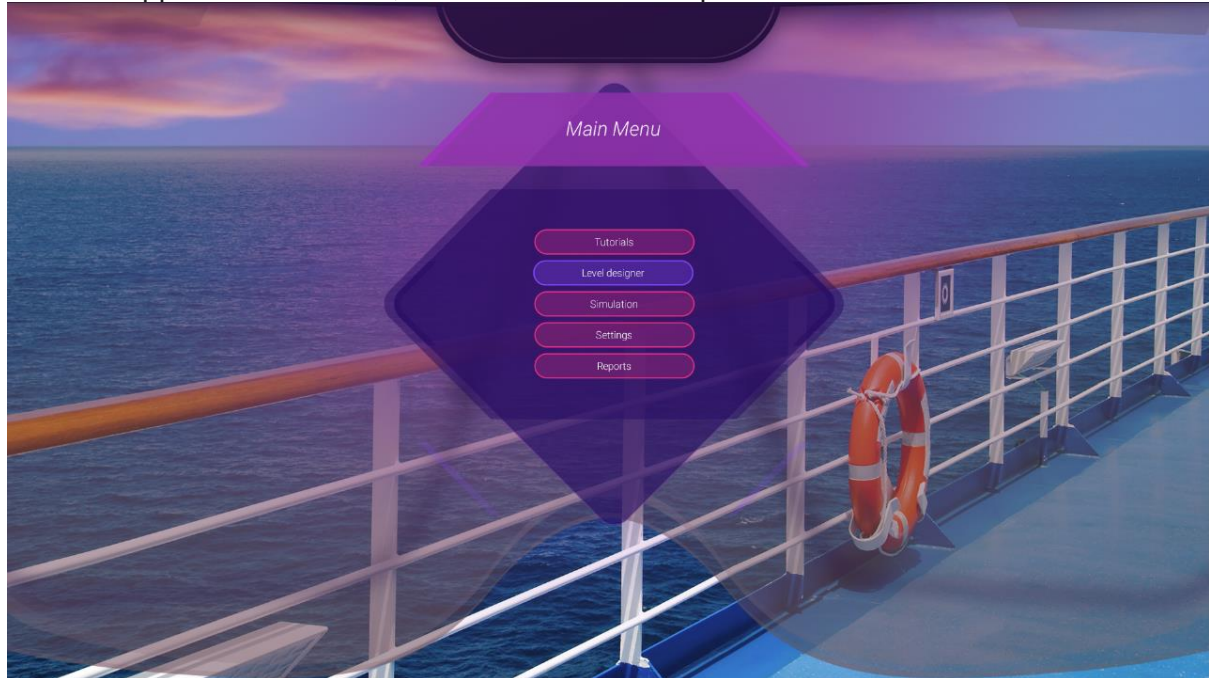 Main Menu
Tutorials
Level designer
Simulation
Settings
Reports